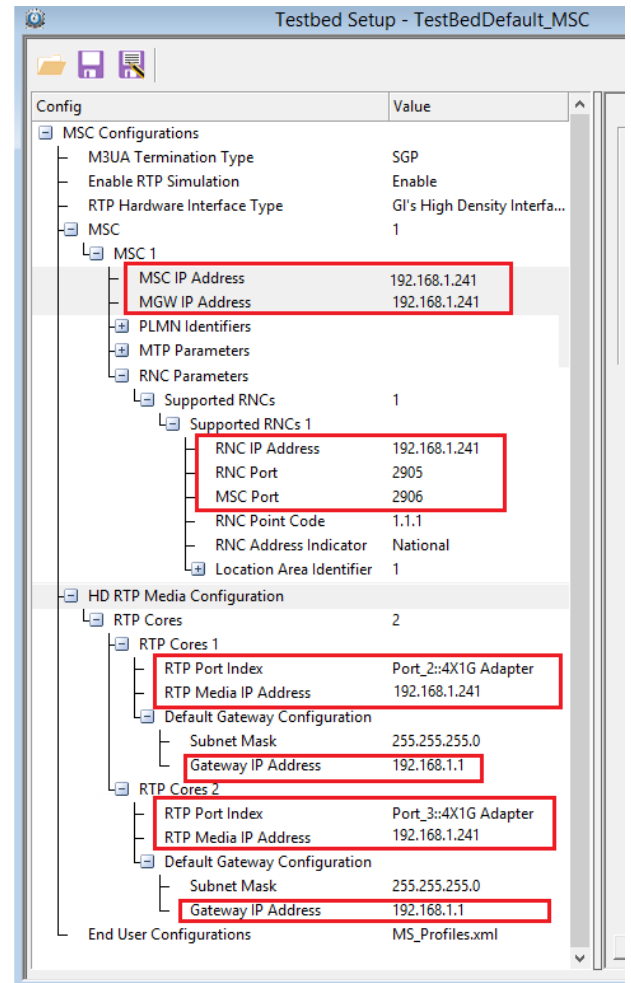 Testbed Setup - TestBedDefault_MSC
Config Value
MSC Configurations
M3UA Termination Type SGP
Enable RTP Simulation Enable
RTP Hardware Interface Type GI's High Density Interfa...
MSC 1
MSC 1
MSC IP Address 192.168.1.241
MGW IP Address 192.168.1.241
PLMN Identifiers
MTP Parameters
RNC Parameters
Supported RNCs 1
Supported RNCs 1
RNC IP Address 192.168.1.241
RNC Port 2905
MSC Port 2906
RNC Point Code 1.1.1
RNC Address Indicator National
Location Area Identifier 1
HD RTP Media Configuration
RTP Cores 2
RTP Cores 1
RTP Port Index Port_2::4X1G Adapter
RTP Media IP Address 192.168.1.241
Default Gateway Configuration
Subnet Mask 255.255.255.0
Gateway IP Address 192.168.1.1
RTP Cores 2
RTP Port Index Port_3::4X1G Adapter
RTP Media IP Address 192.168.1.241
Default Gateway Configuration
Subnet Mask 255.255.255.0
Gateway IP Address 192.168.1.1
End User Configurations MS_Profiles.xml